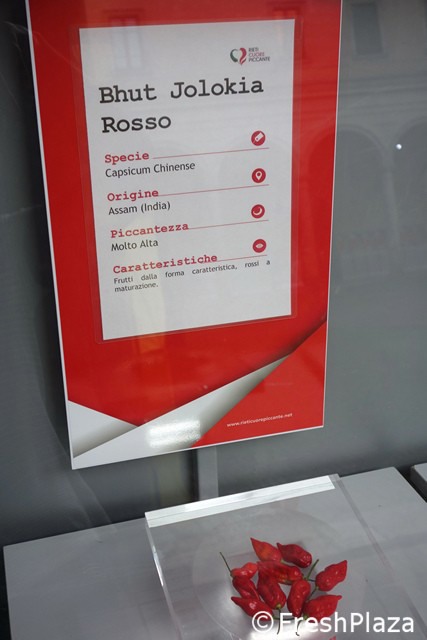 RIETI
CUORE
PICCANTE
Bhut Jolokia
Rosso
Specie
Capsicum Chinense
Origine
Assam (India)
Piccantezza
Molto Alta
Caratteristiche
Frutti dalla forma caratteristica, rossi a
maturazione.
www.rieticuorepiccante.net
©FreshPlaza